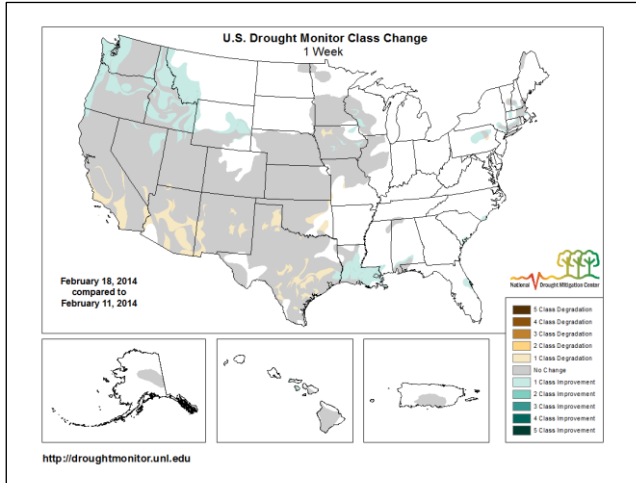 U.S. Drought Monitor Class Change
1 Week
February 18, 2014
compared to
February 11, 2014
National Drought Mitigation Center
5 Class Degradation
4 Class Degradation
3 Class Degradation
2 Class Degradation
1 Class Degradation
No Change
1 Class Improvement
2 Class Improvement
3 Class Improvement
4 Class Improvement
5 Class Improvement
http://droughtmonitor.unl.edu